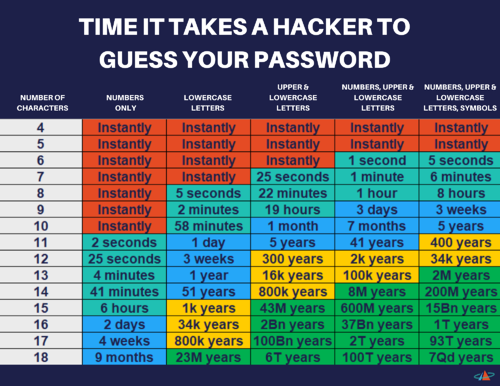 TIME IT TAKES A HACKER TO
GUESS YOUR PASSWORD
NUMBER OF CHARACTERS NUMBERS ONLY LOWERCASE LETTERS UPPER & LOWERCASE LETTERS NUMBERS, UPPER & LOWERCASE LETTERS NUMBERS, UPPER & LOWERCASE LETTERS, SYMBOLS
4 Instantly Instantly Instantly Instantly Instantly
5 Instantly Instantly Instantly Instantly Instantly
6 Instantly Instantly Instantly 1 second 5 seconds
7 Instantly Instantly 25 seconds 1 minute 6 minutes
8 Instantly 5 seconds 22 minutes 1 hour 8 hours
9 Instantly 2 minutes 19 hours 3 days 3 weeks
10 Instantly 58 minutes 1 month 7 months 5 years
11 2 seconds 1 day 5 years 41 years 400 years
12 25 seconds 3 weeks 300 years 2k years 34k years
13 4 minutes 1 year 16k years 100k years 2M years
14 41 minutes 51 years 800k years 8M years 200M years
15 6 hours 1k years 43M years 600M years 15Bn years
16 2 days 34k years 2Bn years 37Bn years 1T years
17 4 weeks 800k years 100Bn years 2T years 93T years
18 9 months 23M years 6T years 100T years 7Qd years